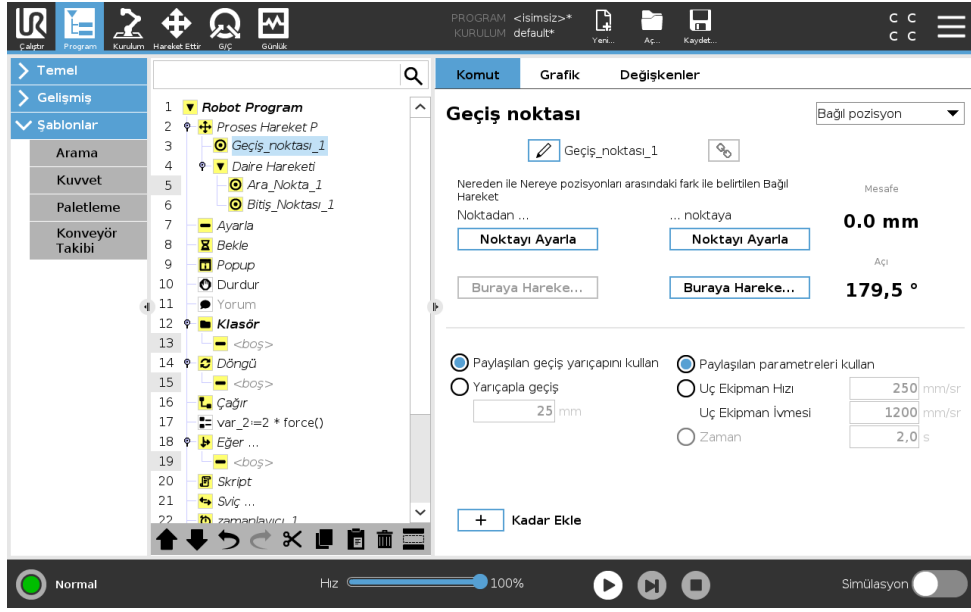 UR
PROGRAM <isimsiz>*
KURULUM default*
Çalıştır
Program
Kurulum
Hareket Ettir
G/Ç
Günlük
Yeni...
Aç...
Kaydet...
C C
C C
Temel
Gelişmiş
Şablonlar
Arama
Kuvvet
Paletleme
Konveyör
Takibi
1 Robot Program
2 Proses Hareket P
3 Geçiş_noktası_1
4 Daire Hareketi
5 Ara_Nokta_1
6 Bitiş_Noktası_1
7 Ayarla
8 Bekle
9 Popup
10 Durdur
11 Yorum
12 Klasör
13 <boş>
14 Döngü
15 <boş>
16 Çağır
17 var_2:=2 * force()
18 Eğer ...
19 <boş>
20 Skript
21 Sviç ...
22 zamanlayıcı_1
Komut
Grafik
Değişkenler
Geçiş noktası
Bağıl pozisyon
Geçiş_noktası_1
Nereden ile Nereye pozisyonları arasındaki fark ile belirtilen Bağıl
Hareket
Mesafe
Noktadan ...
... noktaya
0.0 mm
Noktayı Ayarla
Noktayı Ayarla
Açı
Buraya Hareke...
Buraya Hareke...
179,5 °
Paylaşılan geçiş yarıçapını kullan
Paylaşılan parametreleri kullan
Yarıçapla geçiş
Uç Ekipman Hızı
250 mm/sr
25 mm
Uç Ekipman İvmesi
1200 mm/sr
Zaman
2,0 s
+ Kadar Ekle
Normal
Hız
100%
Simülasyon